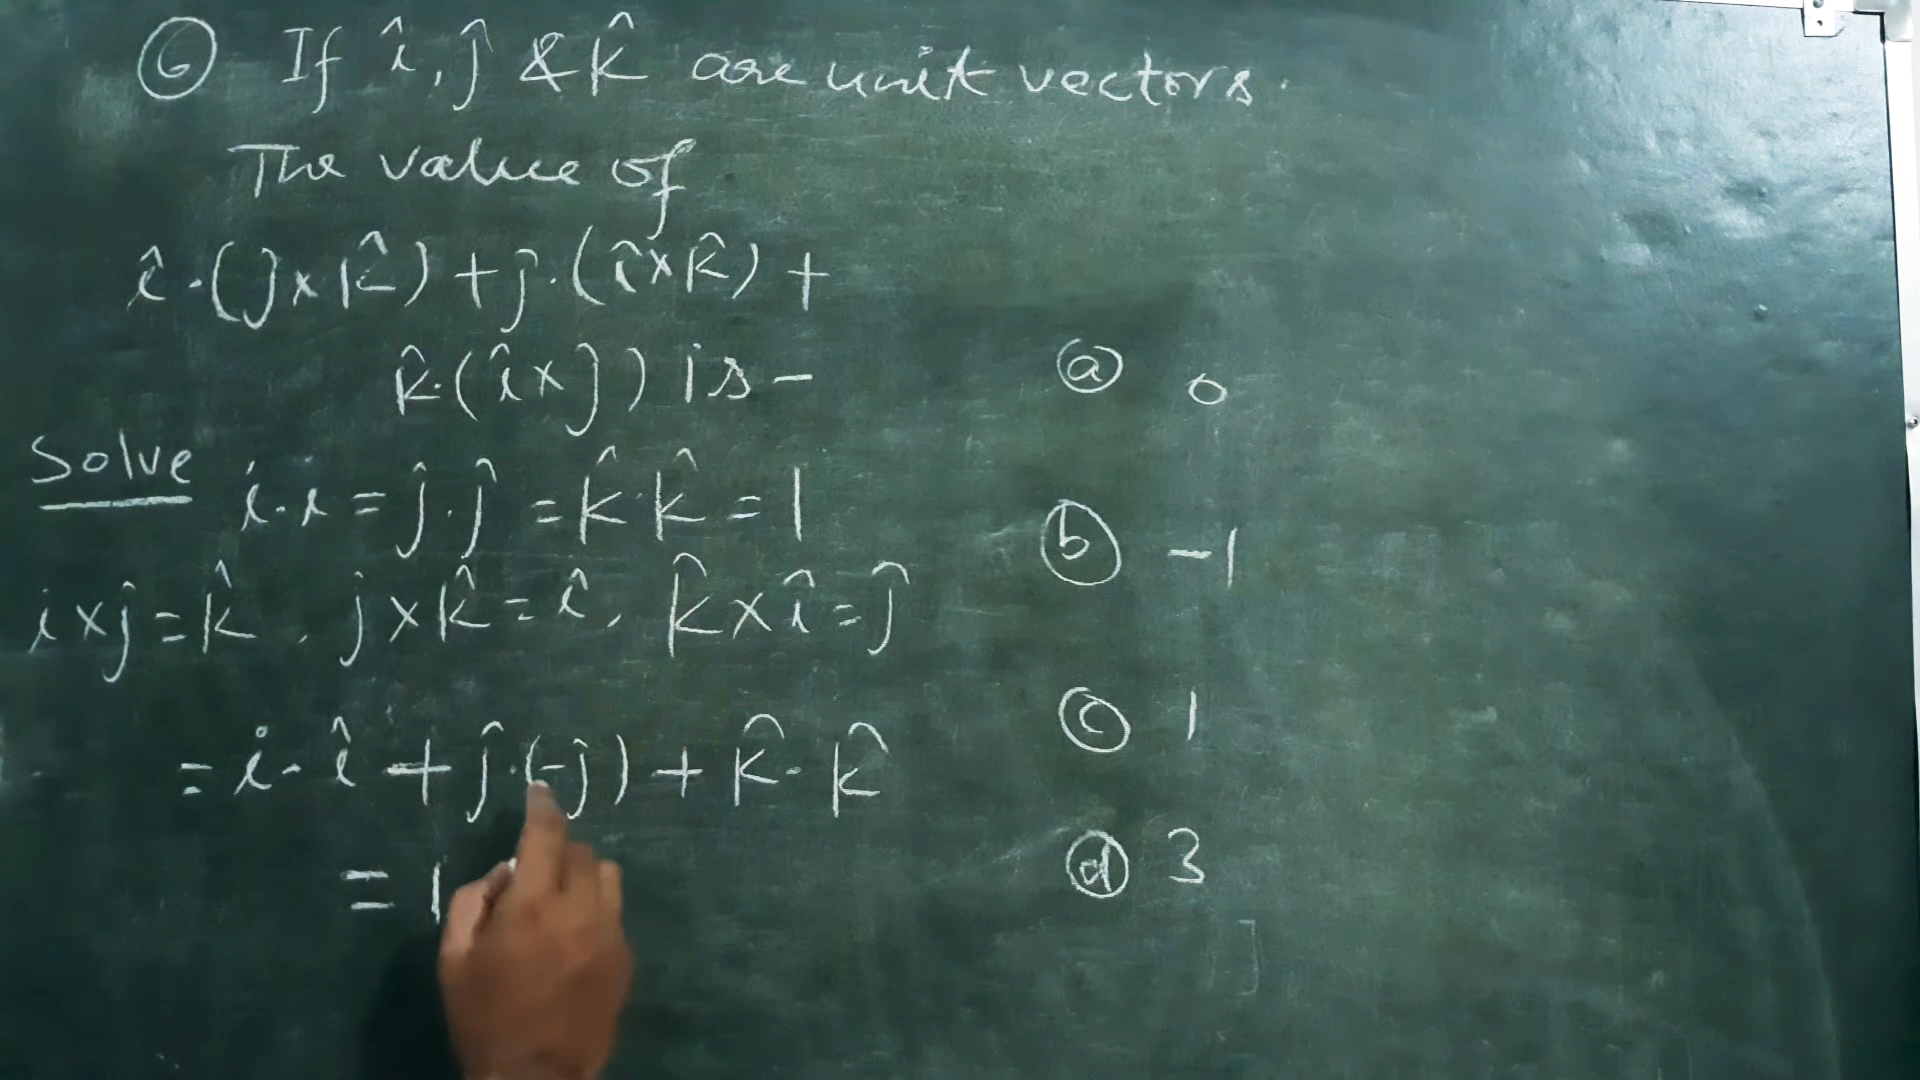 6 If î, ĵ & k̂ are unit vectors.
The value of
î·(j×k̂)+ĵ·(î×k̂)+
k̂·(î×ĵ) is -
Solve i·i=ĵ·ĵ=k̂·k̂=1
i×ĵ=k̂, j×k̂=î, k̂×î=ĵ
=i·î+ĵ·(-j)+k̂·k̂
=1
a 0
b -1
c 1
d 3